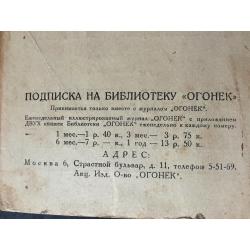 ПОДПИСКА НА БИБЛИОТЕКУ «ОГОНЕК»
Принимается только вместе с журналом „ОГОНЕК“.
Еженедельный иллюстрированный журнал „ОГОНЕК“ с приложением
ДВУХ книжек Библиотеки „ОГОНЕК“ еженедельно к каждому номеру.
1 мес.—1 р. 40 к., 3 мес.— 3 р. 75 к.
6 мес.—7 р. — к., 1 год — 13 р. 50 к.
АДРЕС:
Москва 6, Страстной бульвар, д. 11, телефон 5-51-69.
Акц. Изд. О-во „ОГОНЕК“.